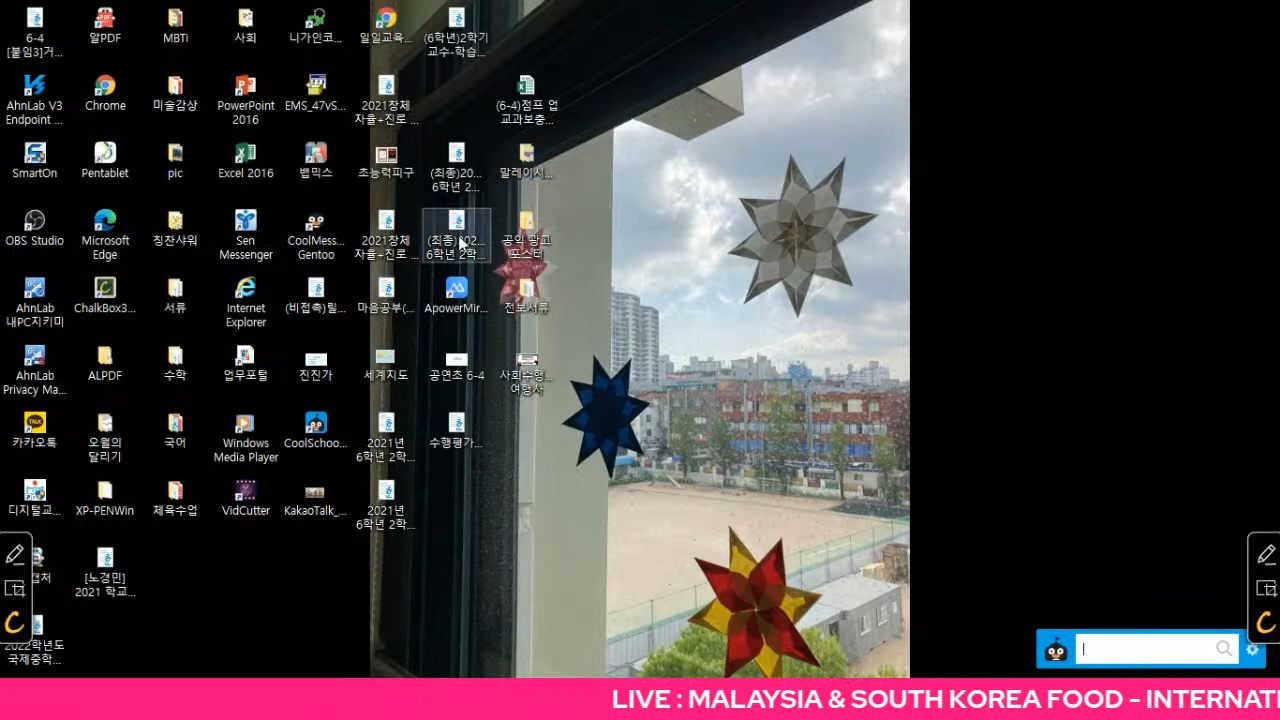 6-4
[붙임3]거...
알PDF
MBTI
사회
니가인코...
일일교육...
(6학년)2학기
교수-학습...
AhnLab V3
Endpoint ...
Chrome
미술감상
PowerPoint
2016
EMS_47vS...
2021창체
자율+진로 ...
(6-4)점프 업
교과보충...
SmartOn
Pentablet
pic
Excel 2016
뱁믹스
초능력피구
(최종)20...
6학년 2...
말레이시...
OBS Studio
Microsoft
Edge
칭찬샤워
Sen
Messenger
CoolMess...
Gentoo
2021창체
자율+진로 ...
(최종)202...
6학년 2학...
공익 광고
포스터
AhnLab
내PC지키미
ChalkBox3...
서류
Internet
Explorer
(비접촉)릴...
마음공부(...
ApowerMir...
전보서류
AhnLab
Privacy Ma...
ALPDF
수학
업무포털
진진가
세계지도
공연초 6-4
사회수행...
여행사
카카오톡
오월의
달리기
국어
Windows
Media Player
CoolSchoo...
2021년
6학년 2학...
수행평가...
디지털교...
XP-PENWin
체육수업
VidCutter
KakaoTalk_...
2021년
6학년 2학...
캡처
[노경민]
2021 학교...
2022학년도
국제중학...
LIVE : MALAYSIA & SOUTH KOREA FOOD - INTERNATI